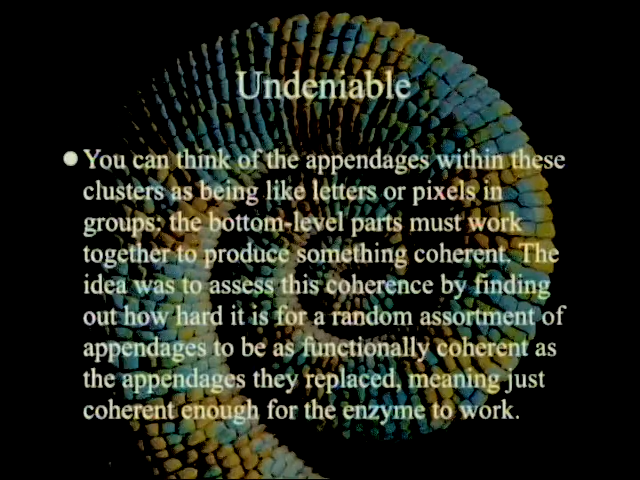 Undeniable
• You can think of the appendages within these
clusters as being like letters or pixels in
groups: the bottom-level parts must work
together to produce something coherent. The
idea was to assess this coherence by finding
out how hard it is for a random assortment of
appendages to be as functionally coherent as
the appendages they replaced, meaning just
coherent enough for the enzyme to work.